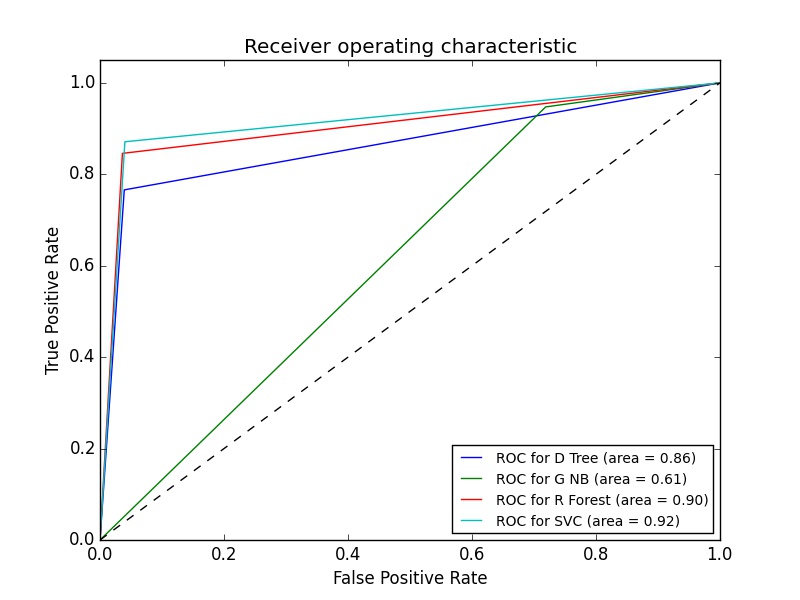 Receiver operating characteristic
1.0
0.8
0.6
0.4
0.2
0.0
True Positive Rate
ROC for D Tree (area = 0.86)
ROC for G NB (area = 0.61)
ROC for R Forest (area = 0.90)
ROC for SVC (area = 0.92)
0.0 0.2 0.4 0.6 0.8 1.0
False Positive Rate